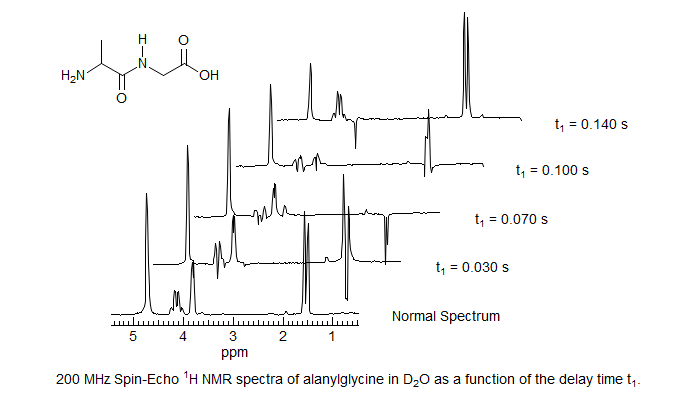 H O
H₂N N OH
O
t₁ = 0.140 s
t₁ = 0.100 s
t₁ = 0.070 s
t₁ = 0.030 s
Normal Spectrum
5 4 3 2 1
ppm
200 MHz Spin-Echo ¹H NMR spectra of alanylglycine in D₂O as a function of the delay time t₁.